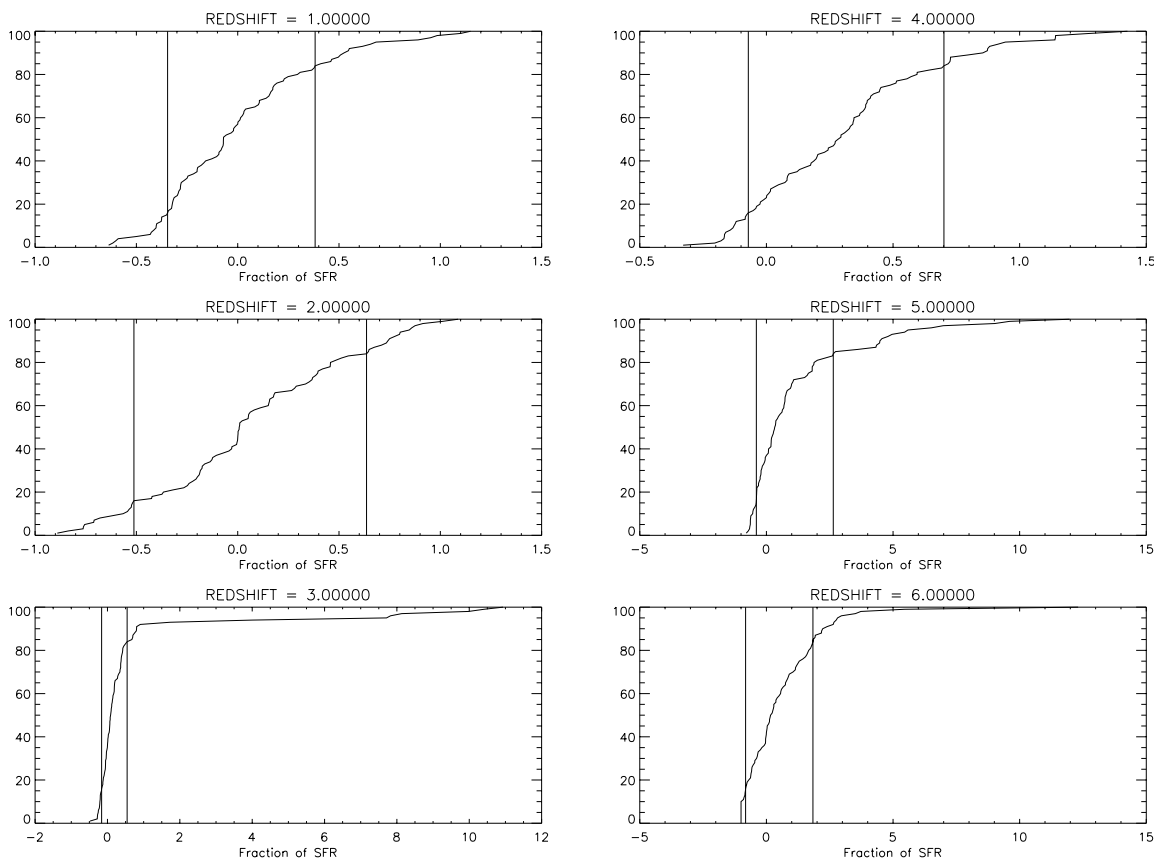 REDSHIFT = 1.00000
100
80
60
40
20
0
-1.0 -0.5 0.0 0.5 1.0 1.5
Fraction of SFR
REDSHIFT = 4.00000
100
80
60
40
20
0
-0.5 0.0 0.5 1.0 1.5
Fraction of SFR
REDSHIFT = 2.00000
100
80
60
40
20
0
-1.0 -0.5 0.0 0.5 1.0 1.5
Fraction of SFR
REDSHIFT = 5.00000
100
80
60
40
20
0
-5 0 5 10 15
Fraction of SFR
REDSHIFT = 3.00000
100
80
60
40
20
0
-2 0 2 4 6 8 10 12
Fraction of SFR
REDSHIFT = 6.00000
100
80
60
40
20
0
-5 0 5 10 15
Fraction of SFR